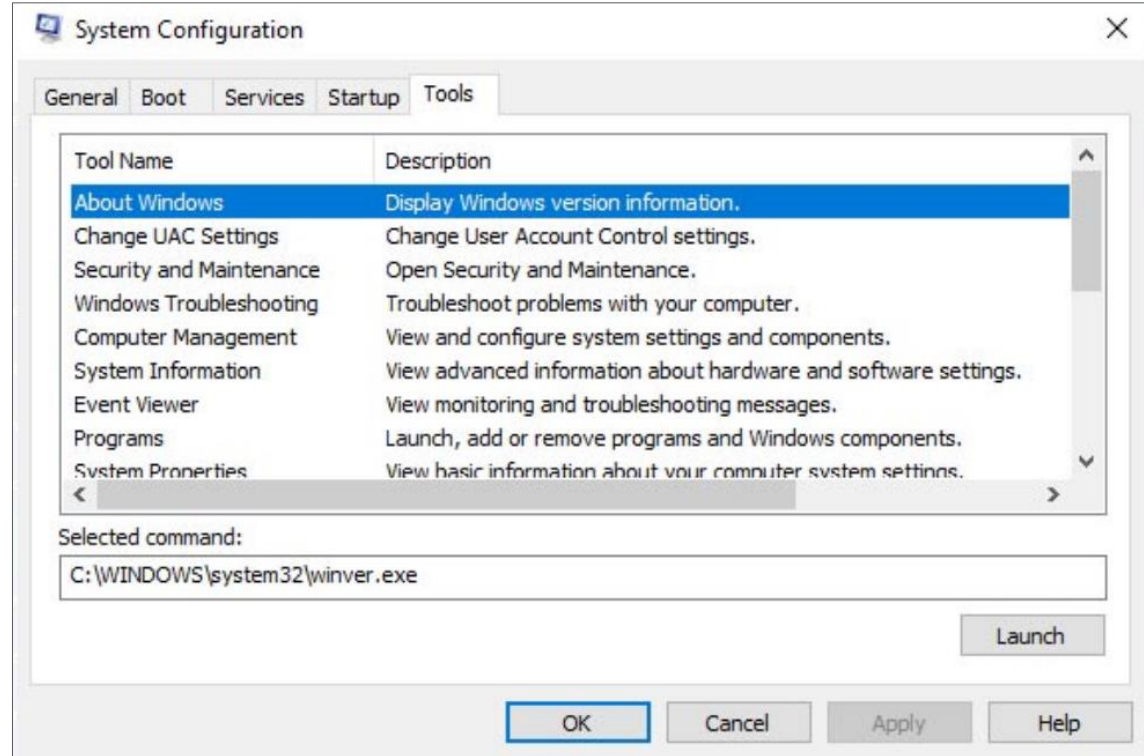 System Configuration
General Boot Services Startup Tools
Tool Name Description
About Windows Display Windows version information.
Change UAC Settings Change User Account Control settings.
Security and Maintenance Open Security and Maintenance.
Windows Troubleshooting Troubleshoot problems with your computer.
Computer Management View and configure system settings and components.
System Information View advanced information about hardware and software settings.
Event Viewer View monitoring and troubleshooting messages.
Programs Launch, add or remove programs and Windows components.
System Properties View basic information about your computer system settings.
Selected command:
C:\WINDOWS\system32\winver.exe
Launch
OK Cancel Apply Help